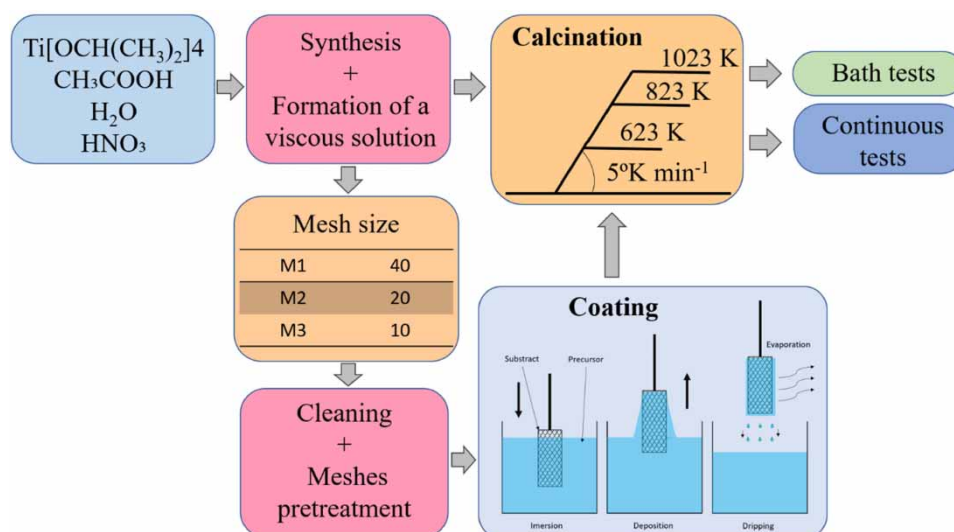 Ti[OCH(CH₃)₂]4
CH₃COOH
H₂O
HNO₃
Synthesis
+
Formation of a
viscous solution
Calcination
1023 K
823 K
623 K
5ºK min⁻¹
Bath tests
Continuous
tests
Mesh size
M1 40
M2 20
M3 10
Cleaning
+
Meshes
pretreatment
Coating
Substract
Precursor
Evaporation
Imersion
Deposition
Dripping